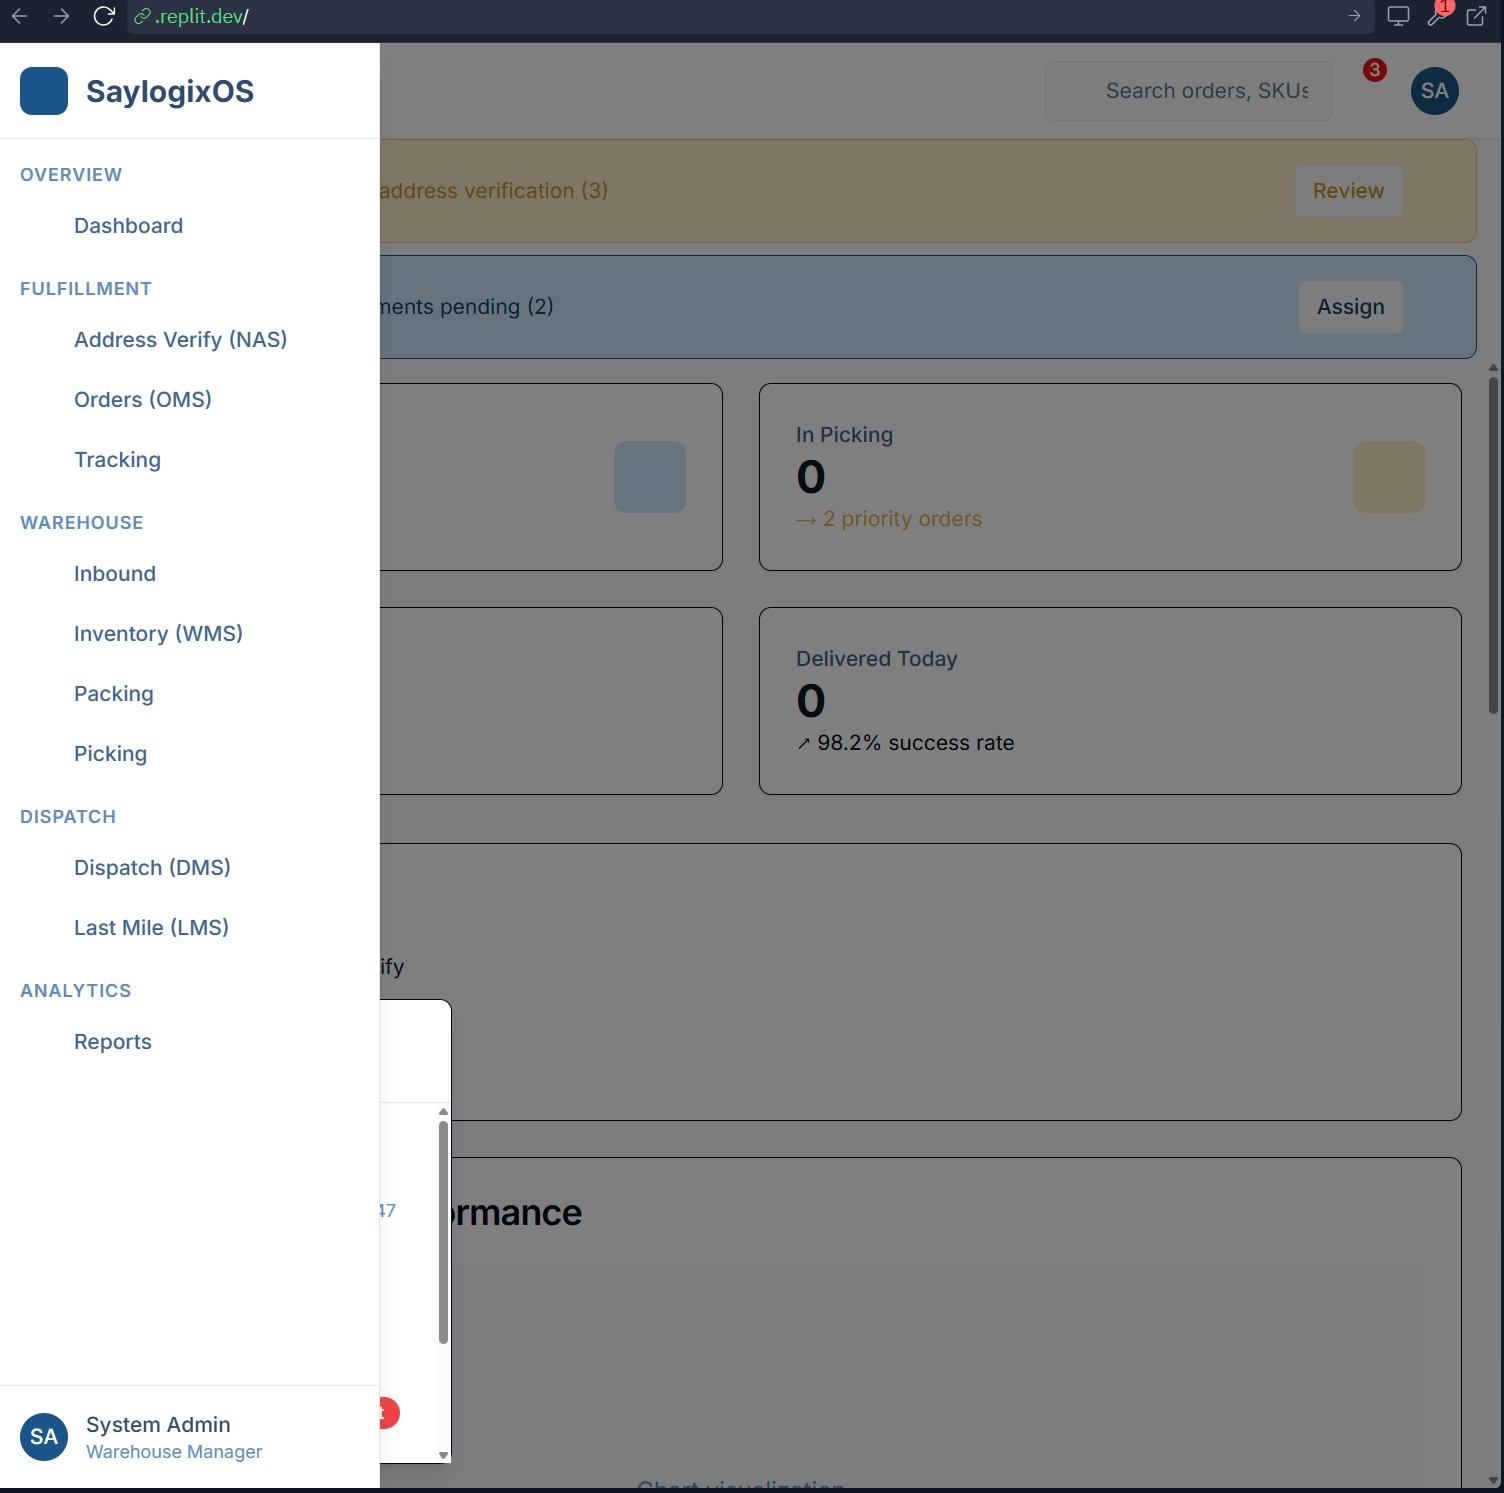 .replit.dev/
1
SaylogixOS
Search orders, SKUs
3
SA
OVERVIEW
Dashboard
FULFILLMENT
Address Verify (NAS)
Orders (OMS)
Tracking
WAREHOUSE
Inbound
Inventory (WMS)
Packing
Picking
DISPATCH
Dispatch (DMS)
Last Mile (LMS)
ANALYTICS
Reports
SA
System Admin
Warehouse Manager
address verification (3)
Review
ments pending (2)
Assign
In Picking
0
→ 2 priority orders
Delivered Today
0
↗ 98.2% success rate
ify
47
ormance
t
Chart visualization